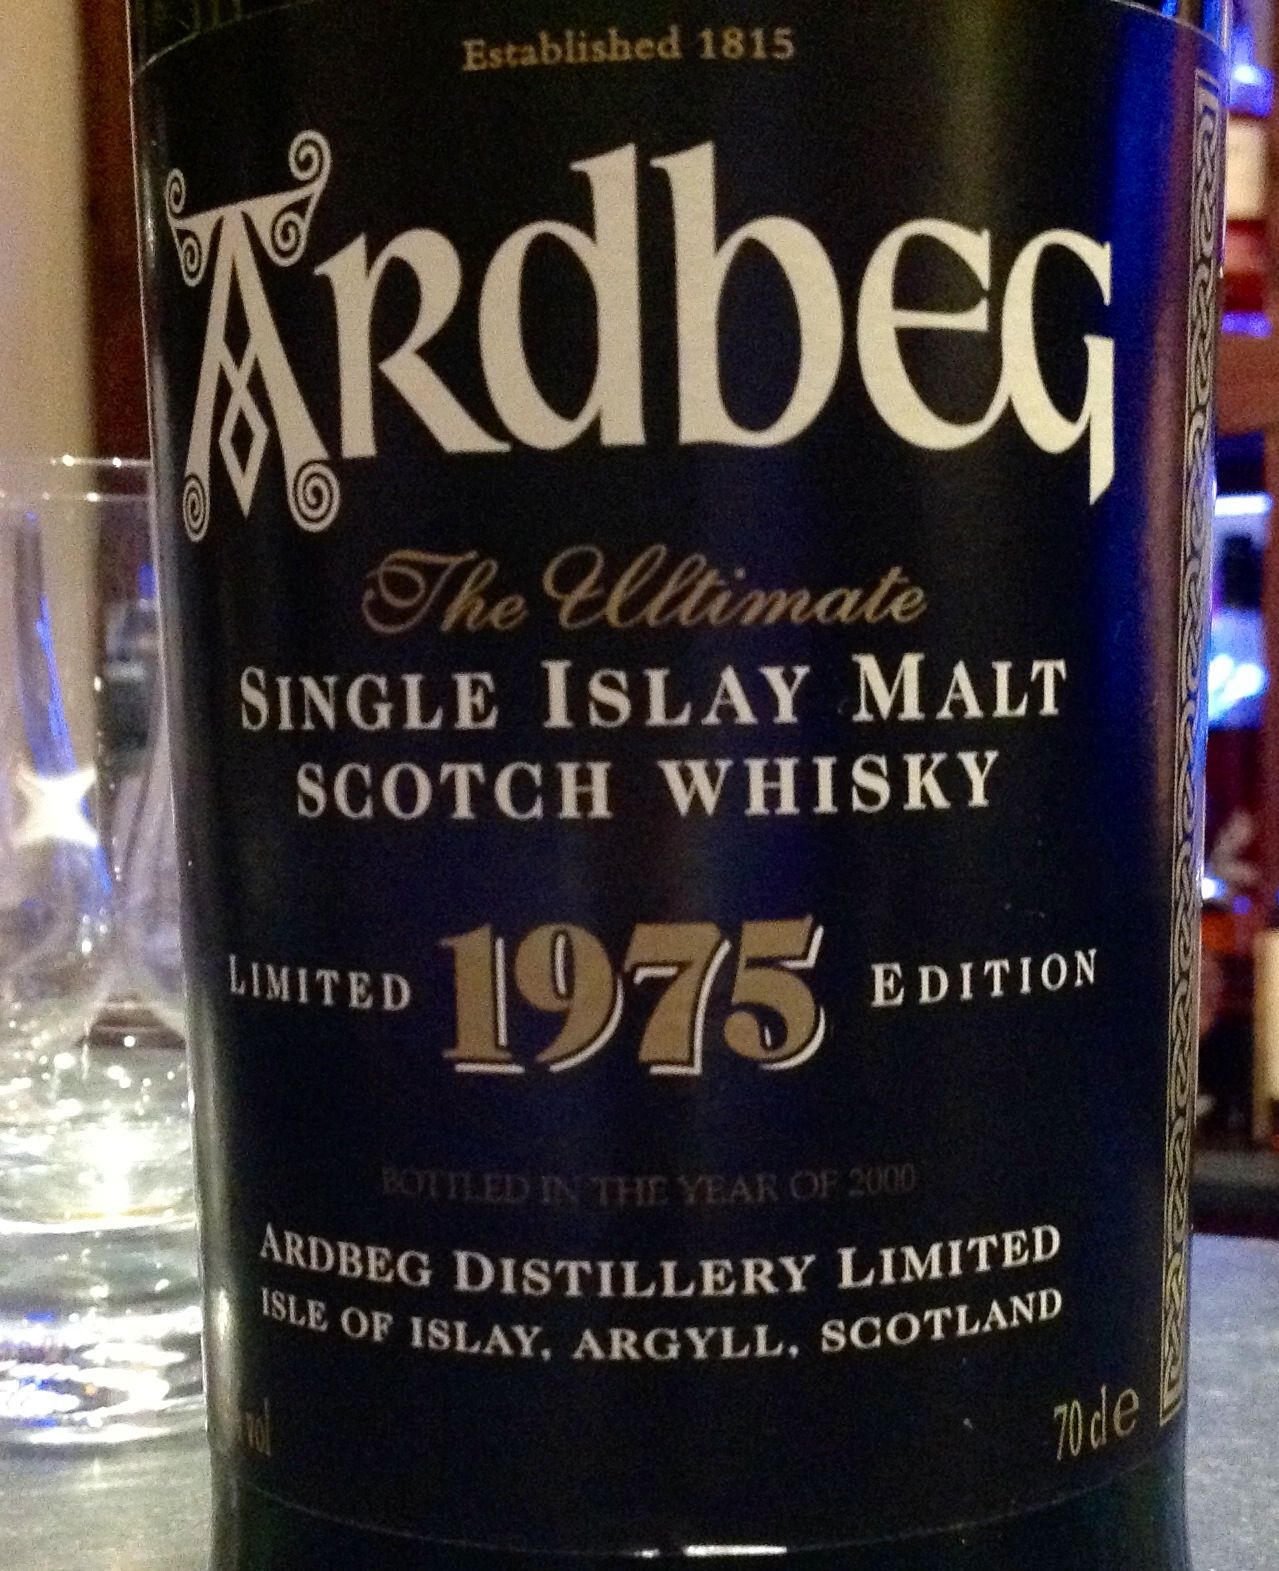 Established 1815
Ardbeg
The Ultimate
SINGLE ISLAY MALT
SCOTCH WHISKY
LIMITED 1975 EDITION
BOTTLED IN THE YEAR OF 2000
ARDBEG DISTILLERY LIMITED
ISLE OF ISLAY, ARGYLL, SCOTLAND
vol 70 cl e